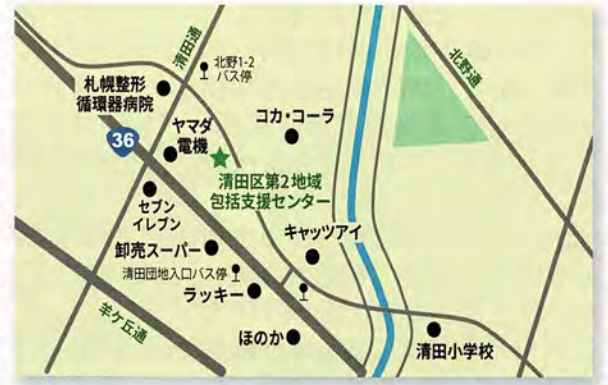 清田通
北野1-2
バス停
北野通
札幌整形
循環器病院
36
ヤマダ
電機
コカ・コーラ
清田区第2地域
包括支援センター
セブン
イレブン
キャッツアイ
卸売スーパー
清田団地入口バス停
ラッキー
羊ケ丘通
ほのか
清田小学校